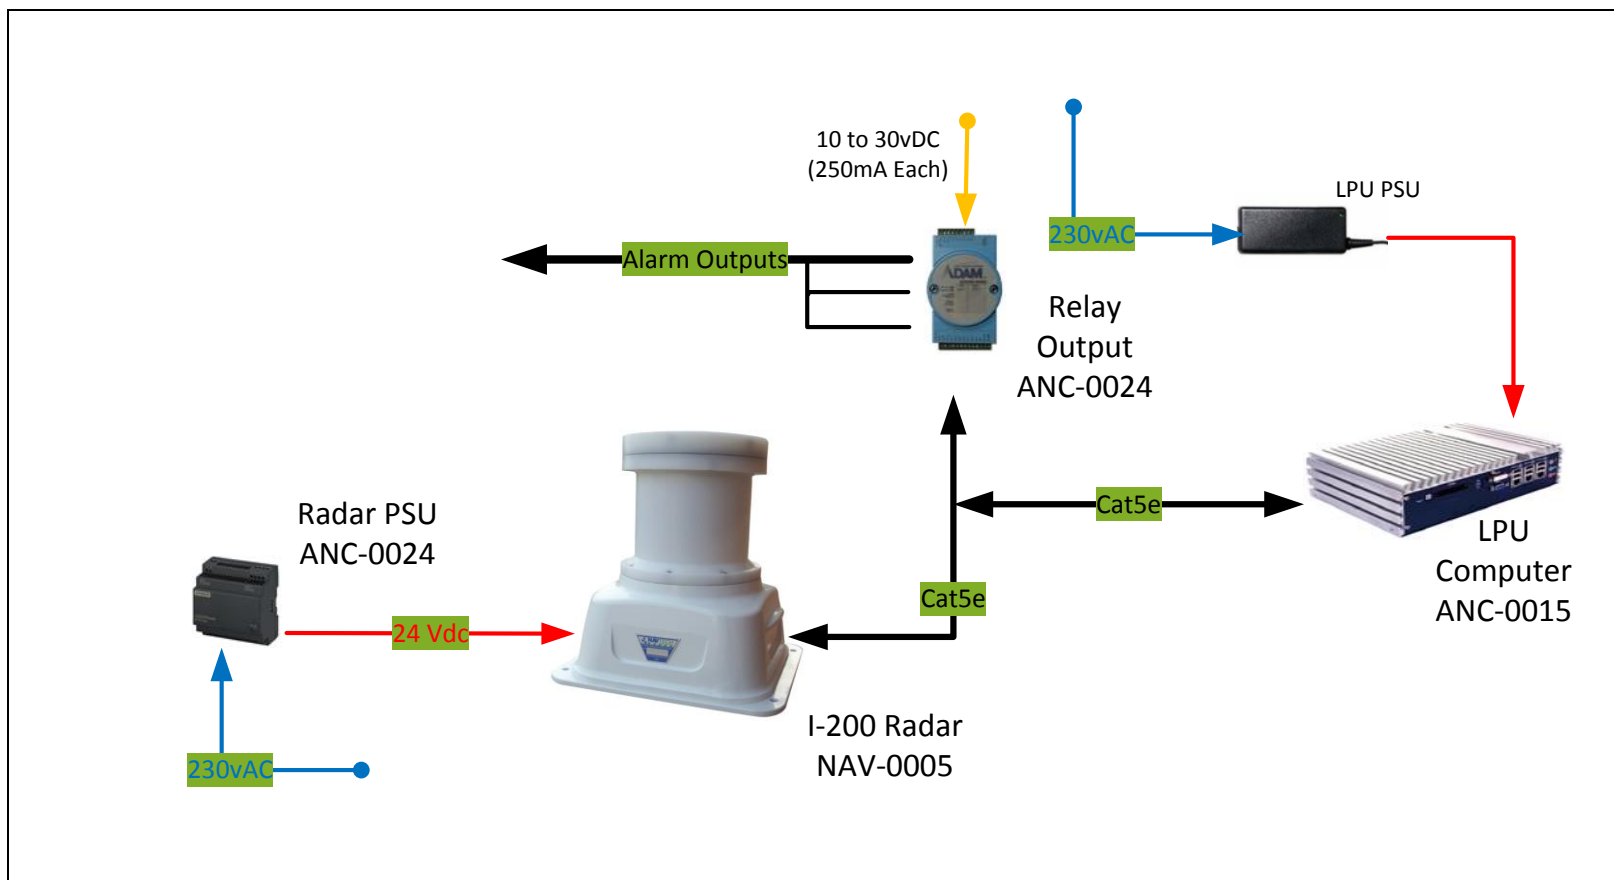 10 to 30vDC
(250mA Each)
LPU PSU
230vAC
Alarm Outputs
ADAM
Relay
Output
ANC-0024
Cat5e
LPU
Computer
ANC-0015
Radar PSU
ANC-0024
Cat5e
24 Vdc
I-200 Radar
NAV-0005
230vAC